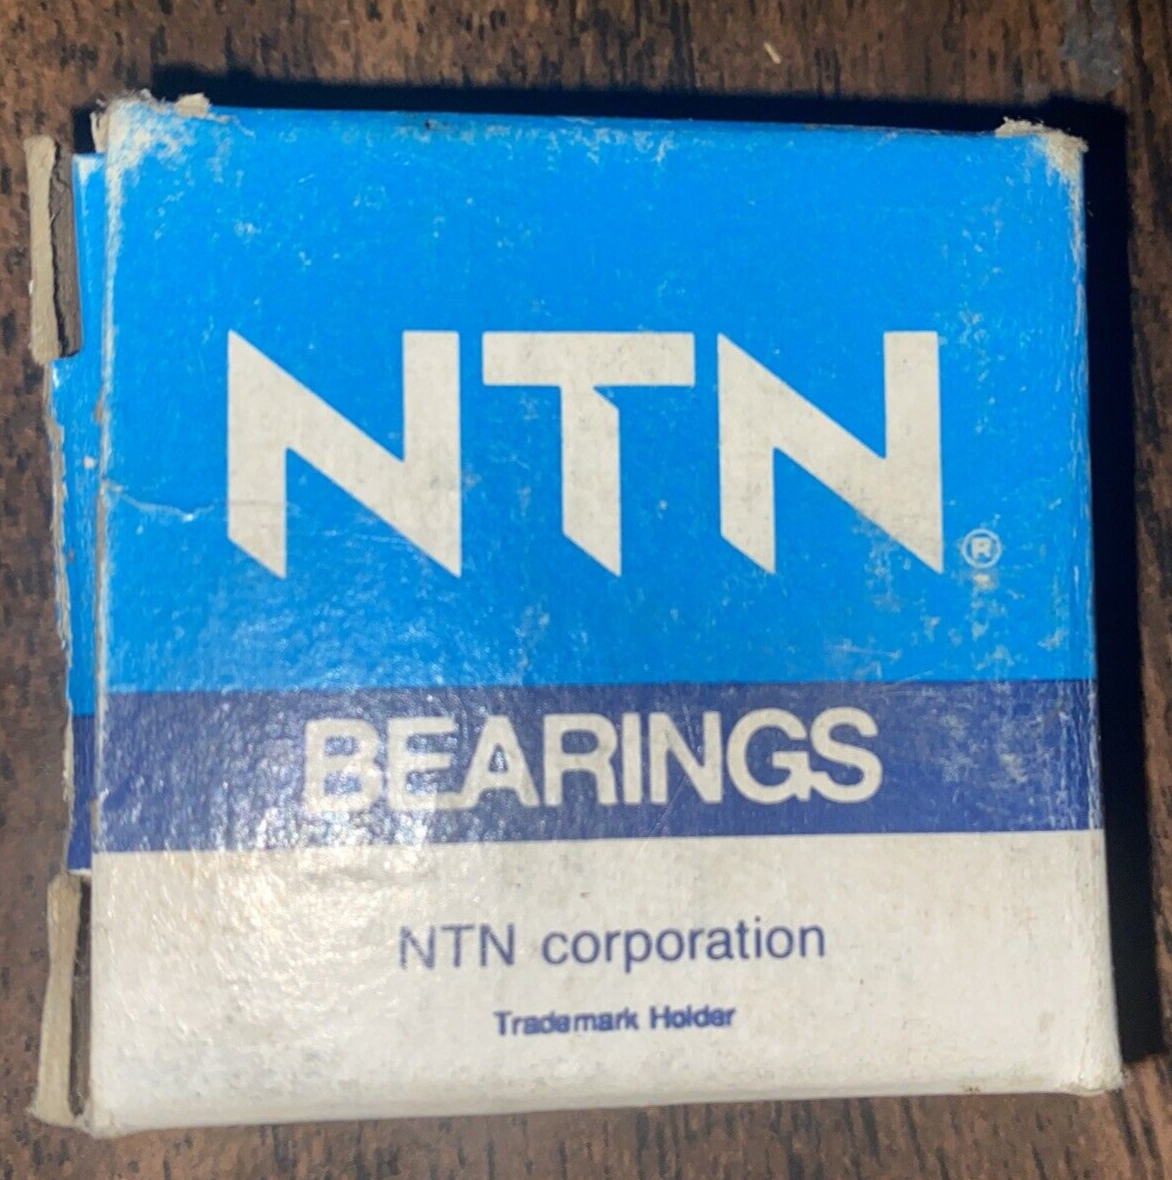 NTN®
BEARINGS
NTN corporation
Trademark Holder